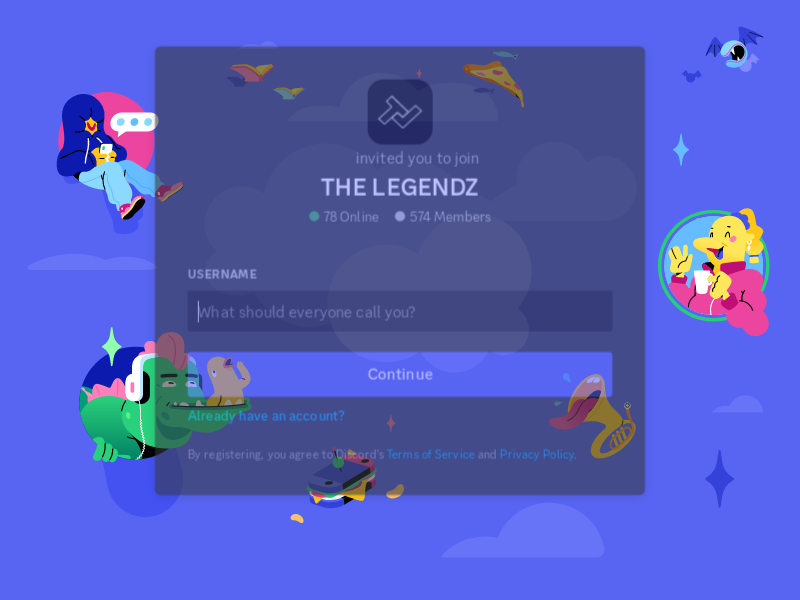 invited you to join
THE LEGENDZ
78 Online 574 Members
USERNAME
What should everyone call you?
Continue
Already have an account?
By registering, you agree to Discord's Terms of Service and Privacy Policy.